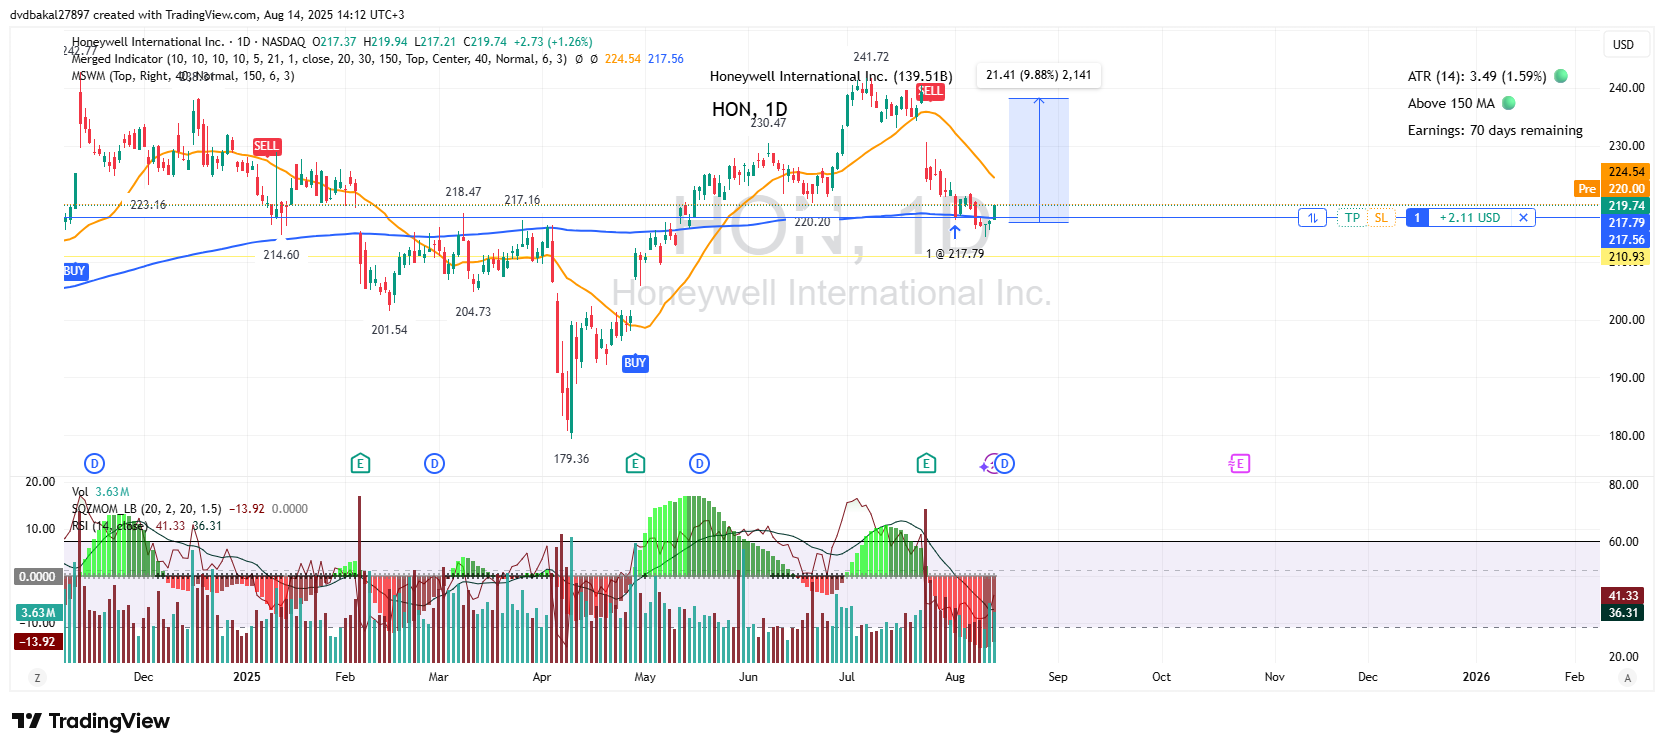 dvdbakal27897 created with TradingView.com, Aug 14, 2025 14:12 UTC+3
Honeywell International Inc. · 1D · NASDAQ O217.37 H219.94 L217.21 C219.74 +2.73 (+1.26%)
242.77
Merged Indicator (10, 10, 10, 10, 5, 21, 1, close, 20, 30, 150, Top, Center, 40, Normal, 6, 3) Ø Ø 224.54 217.56
MSWM (Top, Right, 40, Normal, 150, 6, 3)
Honeywell International Inc. (139.51B)
HON, 1D
241.72
21.41 (9.88%) 2,141
ATR (14): 3.49 (1.59%)
Above 150 MA
Earnings: 70 days remaining
USD
240.00
230.00
224.54
Pre 220.00
219.74
217.79
217.56
210.93
200.00
190.00
180.00
SELL
SELL
230.47
223.16
218.47
217.16
220.20
214.60
BUY
201.54
204.73
BUY
179.36
1 @ 217.79
TP SL 1 +2.11 USD
HON, 1D
Honeywell International Inc.
D E D E D E D E
20.00
10.00
0.0000
3.63M
−10.00
−13.92
Vol 3.63M
SQZMOM_LB (20, 2, 20, 1.5) −13.92 0.0000
RSI (14, close) 41.33 36.31
80.00
60.00
41.33
36.31
20.00
Z Dec 2025 Feb Mar Apr May Jun Jul Aug Sep Oct Nov Dec 2026 Feb A
TradingView